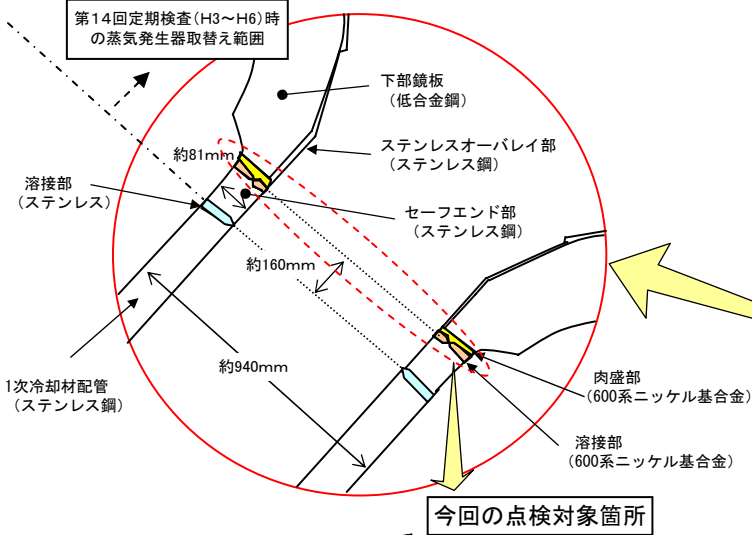 第14回定期検査(H3～H6)時
の蒸気発生器取替え範囲
下部鏡板
(低合金鋼)
ステンレスオーバレイ部
(ステンレス鋼)
約81mm
溶接部
(ステンレス)
セーフエンド部
(ステンレス鋼)
約160mm
約940mm
1次冷却材配管
(ステンレス鋼)
肉盛部
(600系ニッケル基合金)
溶接部
(600系ニッケル基合金)
今回の点検対象箇所